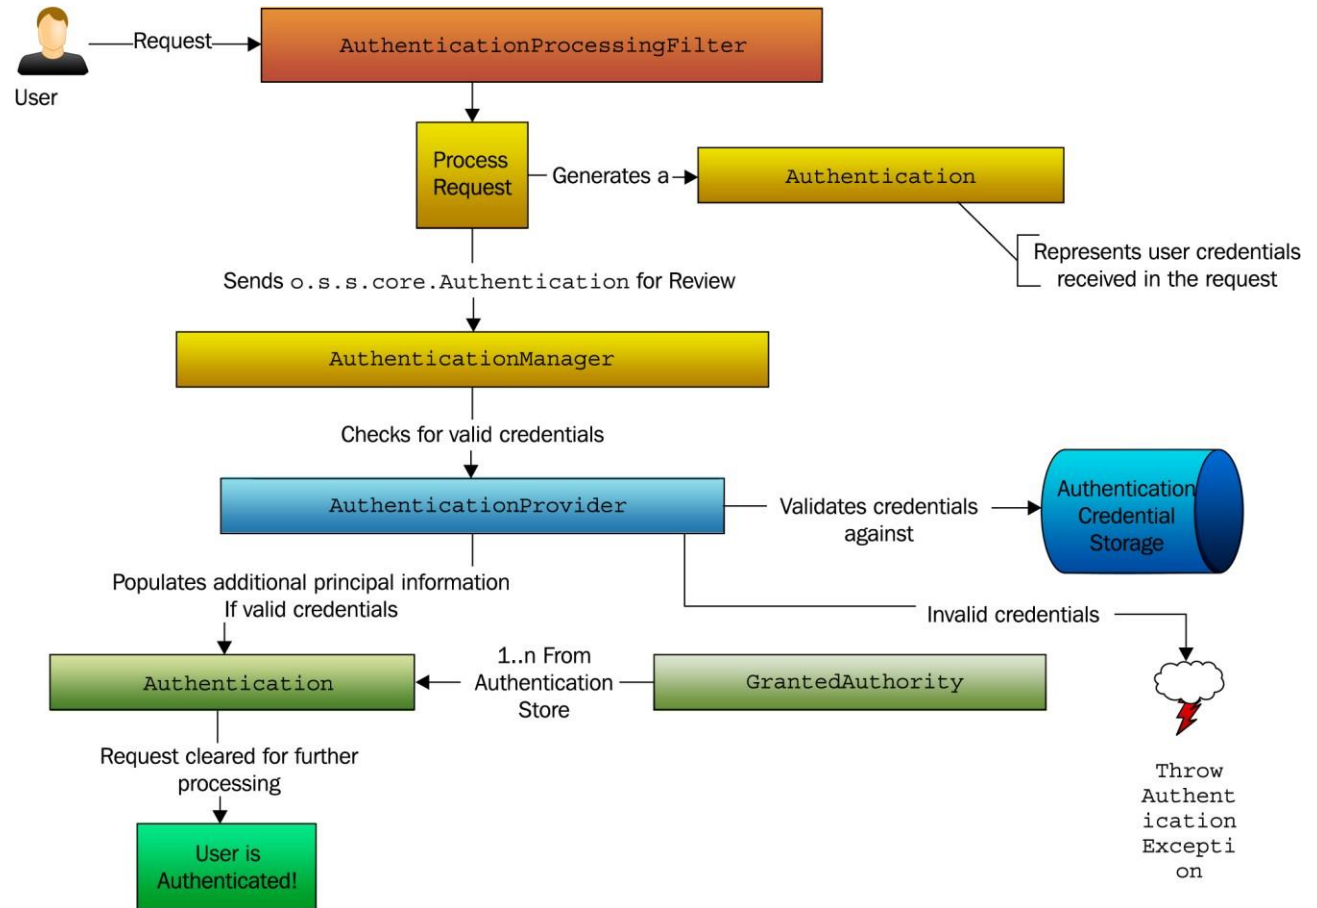 Request
AuthenticationProcessingFilter
User
Process
Request
Generates a
Authentication
Represents user credentials
received in the request
Sends o.s.s.core.Authentication for Review
AuthenticationManager
Checks for valid credentials
AuthenticationProvider
Validates credentials
against
Authentication
Credential
Storage
Populates additional principal information
If valid credentials
Invalid credentials
Authentication
1..n From
Authentication
Store
GrantedAuthority
Request cleared for further
processing
Throw
Authent
ication
Excepti
on
User is
Authenticated!